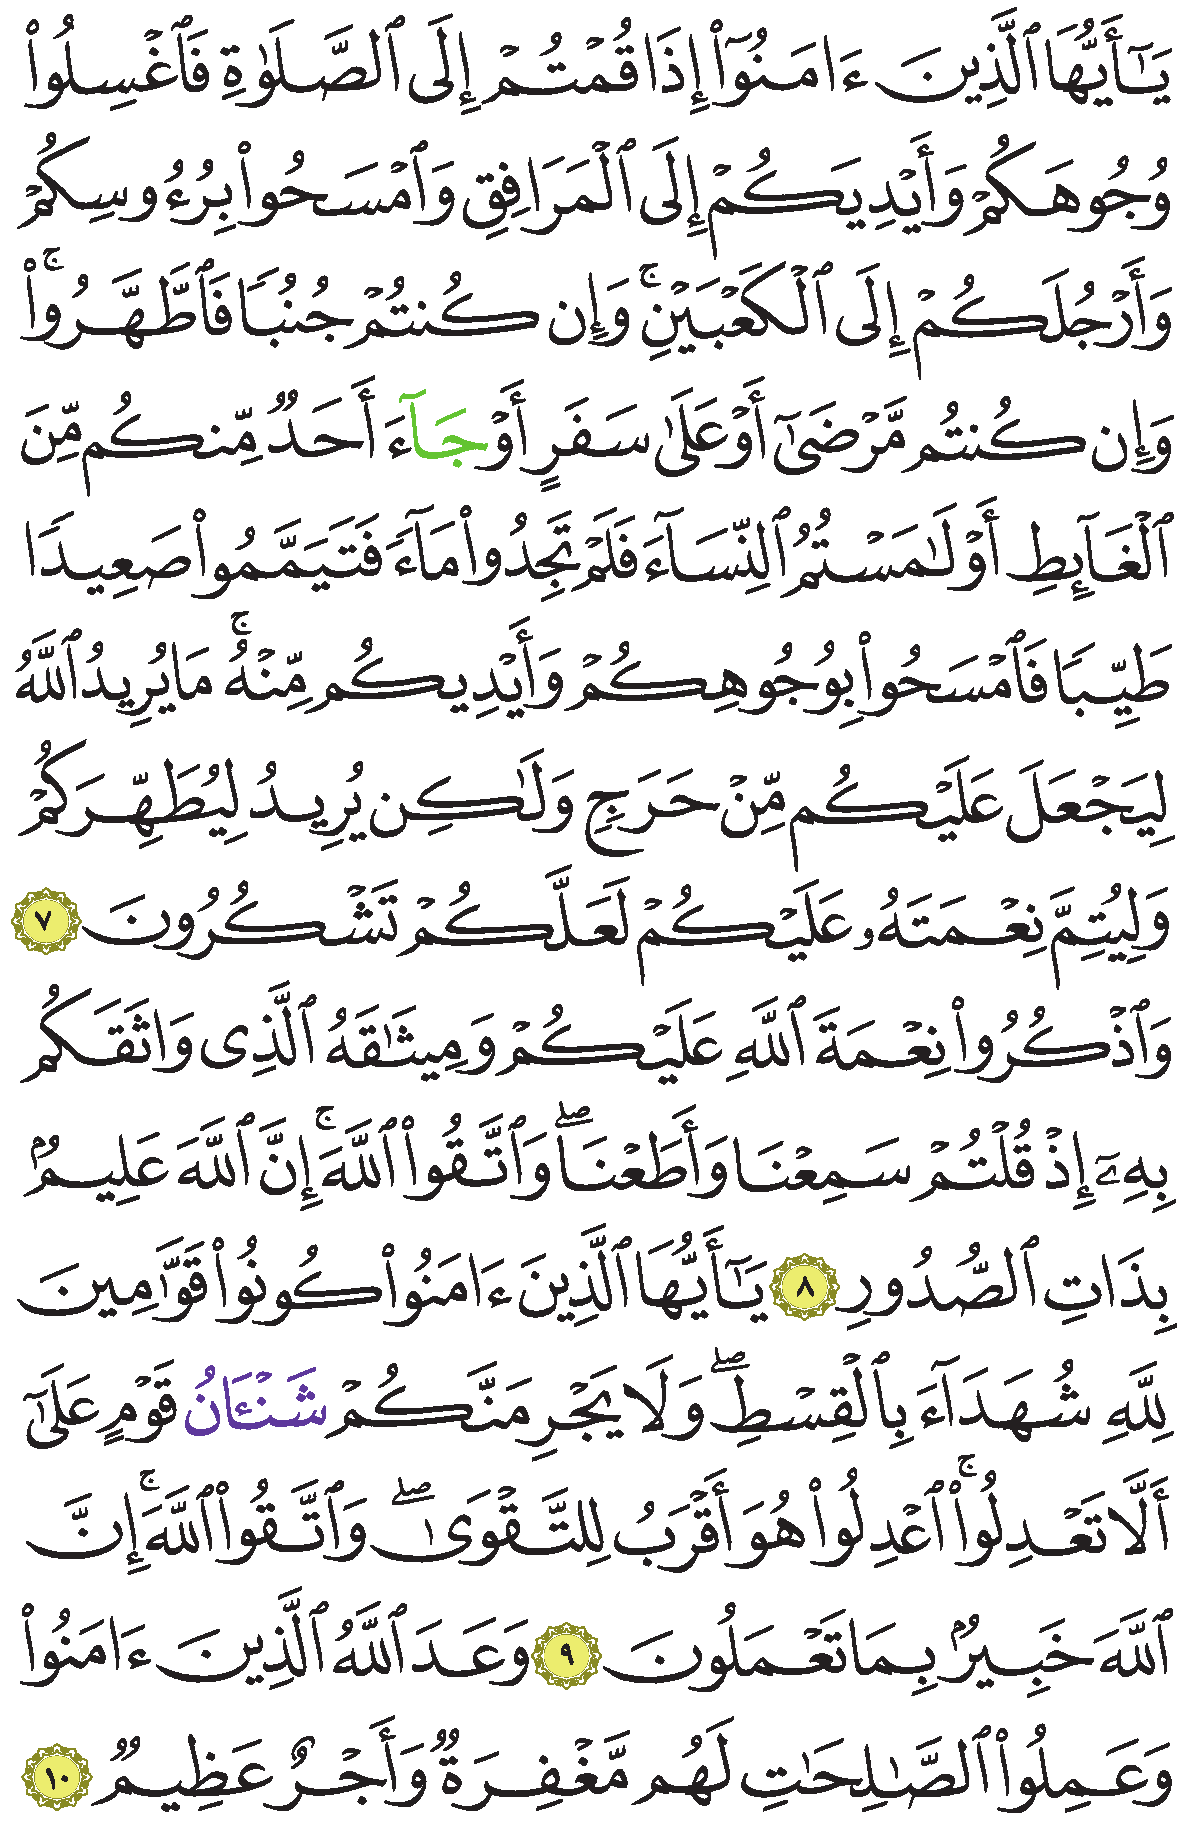 يَـٰٓأَيُّهَا ٱلَّذِينَ ءَامَنُوٓا۟ إِذَا قُمۡتُمۡ إِلَى ٱلصَّلَوٰةِ فَٱغۡسِلُوا۟
وُجُوهَكُمۡ وَأَيۡدِيَكُمۡ إِلَى ٱلۡمَرَافِقِ وَٱمۡسَحُوا۟ بِرُءُوسِكُمۡ
وَأَرۡجُلَكُمۡ إِلَى ٱلۡكَعۡبَيۡنِۚ وَإِن كُنتُمۡ جُنُبࣰا فَٱطَّهَّرُوا۟ۚ
وَإِن كُنتُم مَّرۡضَىٰٓ أَوۡ عَلَىٰ سَفَرٍ أَوۡ جَآءَ أَحَدࣱ مِّنكُم مِّنَ
ٱلۡغَآئِطِ أَوۡ لَـٰمَسۡتُمُ ٱلنِّسَآءَ فَلَمۡ تَجِدُوا۟ مَآءࣰ فَتَيَمَّمُوا۟ صَعِيدࣰا
طَيِّبࣰا فَٱمۡسَحُوا۟ بِوُجُوهِكُمۡ وَأَيۡدِيكُم مِّنۡهُۚ مَا يُرِيدُ ٱللَّهُ
لِيَجۡعَلَ عَلَيۡكُم مِّنۡ حَرَجࣲ وَلَـٰكِن يُرِيدُ لِيُطَهِّرَكُمۡ
وَلِيُتِمَّ نِعۡمَتَهُۥ عَلَيۡكُمۡ لَعَلَّكُمۡ تَشۡكُرُونَ ٧
وَٱذۡكُرُوا۟ نِعۡمَةَ ٱللَّهِ عَلَيۡكُمۡ وَمِيثَـٰقَهُ ٱلَّذِى وَاثَقَكُم
بِهِۦٓ إِذۡ قُلۡتُمۡ سَمِعۡنَا وَأَطَعۡنَاۖ وَٱتَّقُوا۟ ٱللَّهَۚ إِنَّ ٱللَّهَ عَلِيمُۢ
بِذَاتِ ٱلصُّدُورِ ٨ يَـٰٓأَيُّهَا ٱلَّذِينَ ءَامَنُوا۟ كُونُوا۟ قَوَّٰمِينَ
لِلَّهِ شُهَدَآءَ بِٱلۡقِسۡطِۖ وَلَا يَجۡرِمَنَّكُمۡ شَنۡـَٔانُ قَوۡمٍ عَلَىٰٓ
أَلَّا تَعۡدِلُوا۟ۚ ٱعۡدِلُوا۟ هُوَ أَقۡرَبُ لِلتَّقۡوَىٰۖ وَٱتَّقُوا۟ ٱللَّهَۚ إِنَّ
ٱللَّهَ خَبِيرُۢ بِمَا تَعۡمَلُونَ ٩ وَعَدَ ٱللَّهُ ٱلَّذِينَ ءَامَنُوا۟
وَعَمِلُوا۟ ٱلصَّـٰلِحَـٰتِ لَهُم مَّغۡفِرَةࣱ وَأَجۡرٌ عَظِيمࣱ ١٠